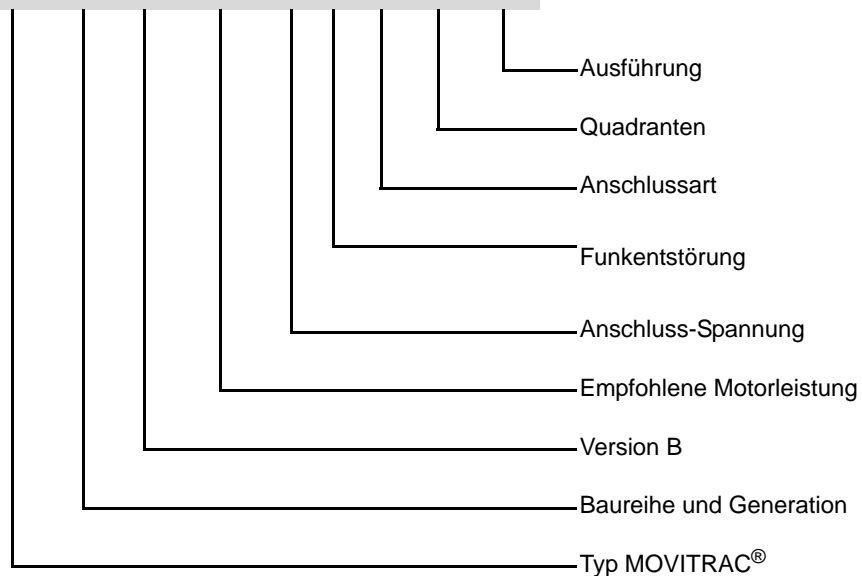 Ausführung
Quadranten
Anschlussart
Funkentstörung
Anschluss-Spannung
Empfohlene Motorleistung
Version B
Baureihe und Generation
Typ MOVITRAC®